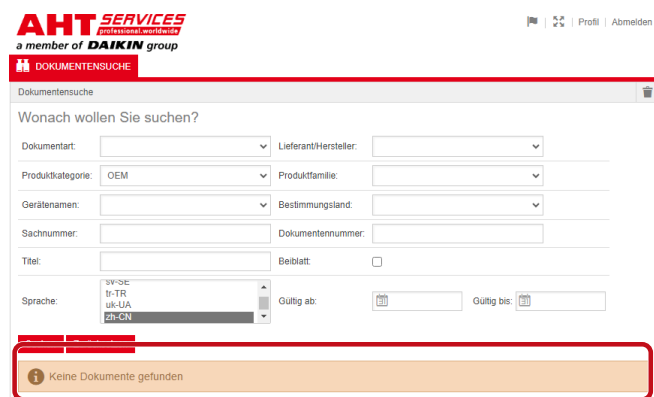 AHT SERVICES
professional.worldwide
a member of DAIKIN group
Profil Abmelden
DOKUMENTENSUCHE
Dokumentensuche
Wonach wollen Sie suchen?
Dokumentart: Lieferant/Hersteller:
Produktkategorie: OEM Produktfamilie:
Gerätenamen: Bestimmungsland:
Sachnummer: Dokumentennummer:
Titel: Beiblatt:
sv-SE
tr-TR
Sprache: Gültig ab: Gültig bis:
uk-UA
zh-CN
Keine Dokumente gefunden